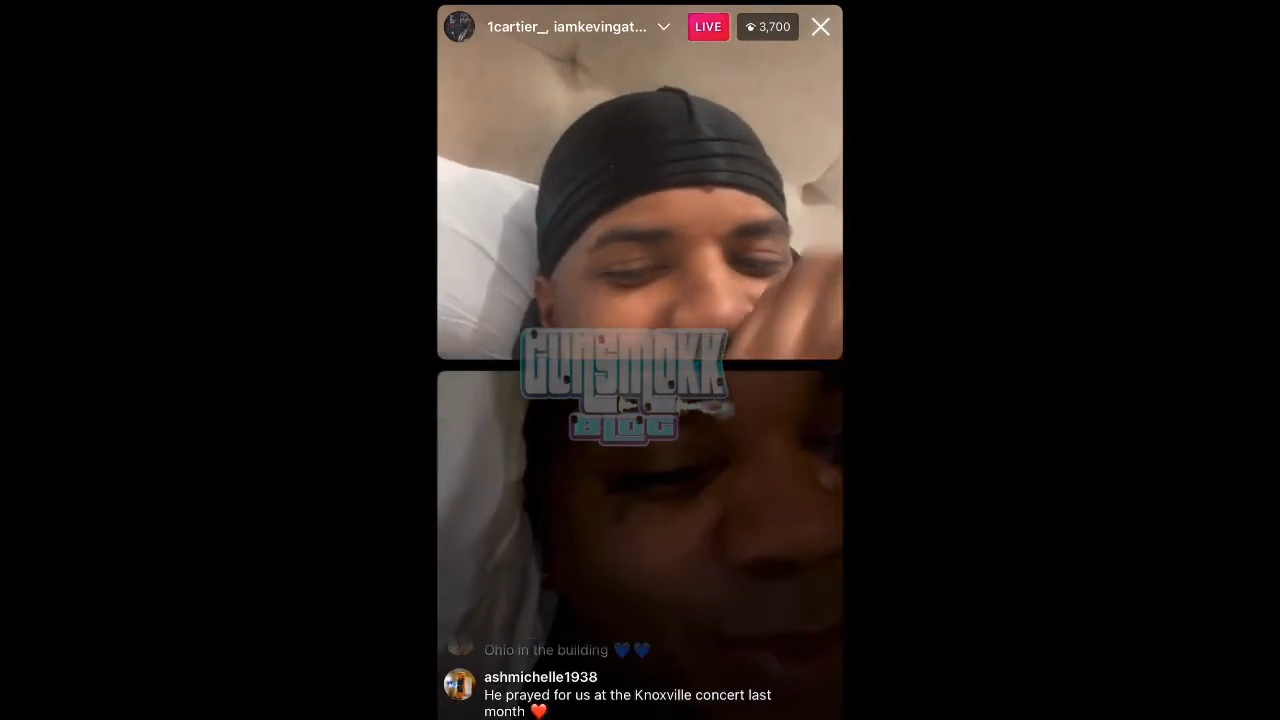 1cartier_, iamkevingat...
LIVE
3,700
GUNSMOKK
BLOG
Ohio in the building 💙💙
ashmichelle1938
He prayed for us at the Knoxville concert last
month ❤️